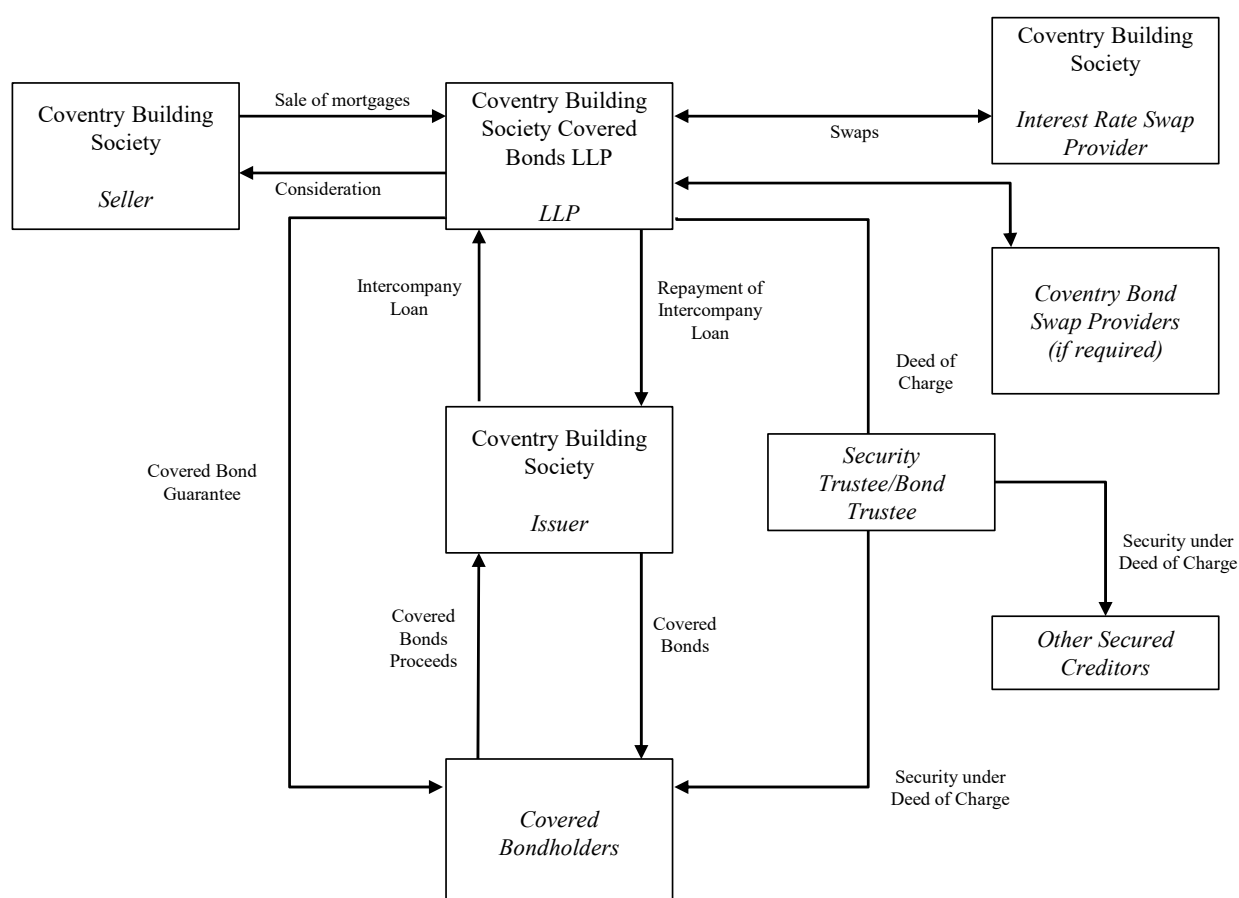 Coventry Building
Society
Interest Rate Swap
Provider
Coventry Building
Society
Seller
Sale of mortgages
Consideration
Coventry Building
Society Covered
Bonds LLP
LLP
Swaps
Coventry Bond
Swap Providers
(if required)
Intercompany
Loan
Repayment of
Intercompany
Loan
Deed of
Charge
Covered Bond
Guarantee
Coventry Building
Society
Issuer
Security
Trustee/Bond
Trustee
Security under
Deed of Charge
Other Secured
Creditors
Covered
Bonds
Proceeds
Covered
Bonds
Security under
Deed of Charge
Covered
Bondholders